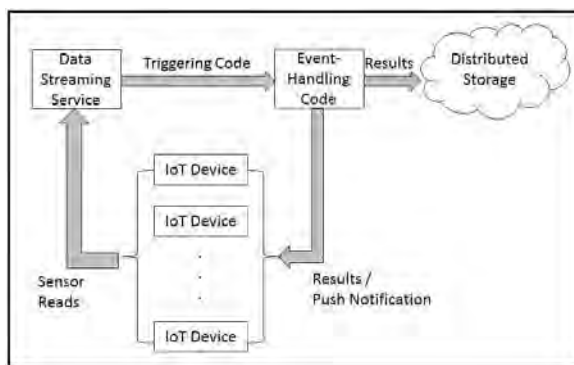 Data
Streaming
Service
Triggering Code
Event-
Handling
Code
Results
Distributed
Storage
IoT Device
IoT Device
.
.
.
.
IoT Device
Sensor
Reads
Results /
Push Notification